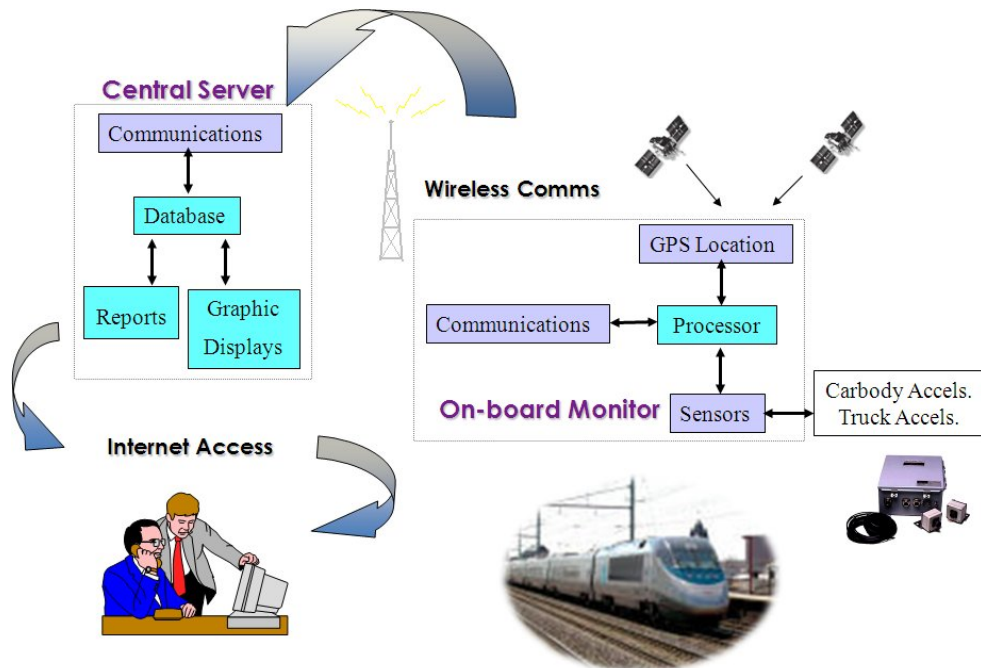 Central Server
Communications
Database
Reports
Graphic
Displays
Wireless Comms
GPS Location
Communications
Processor
On-board Monitor
Sensors
Carbody Accels.
Truck Accels.
Internet Access